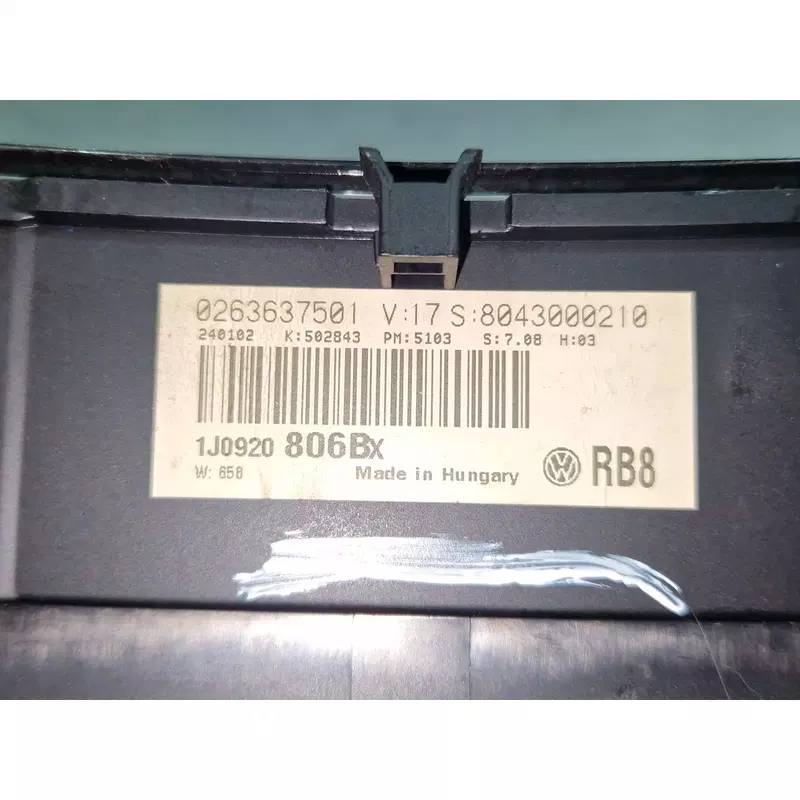 0263637501 V:17 S:8043000210
240102 K:502843 PM:5103 S:7.08 H:03
1J0920 806BX RB8
W: 658 Made in Hungary